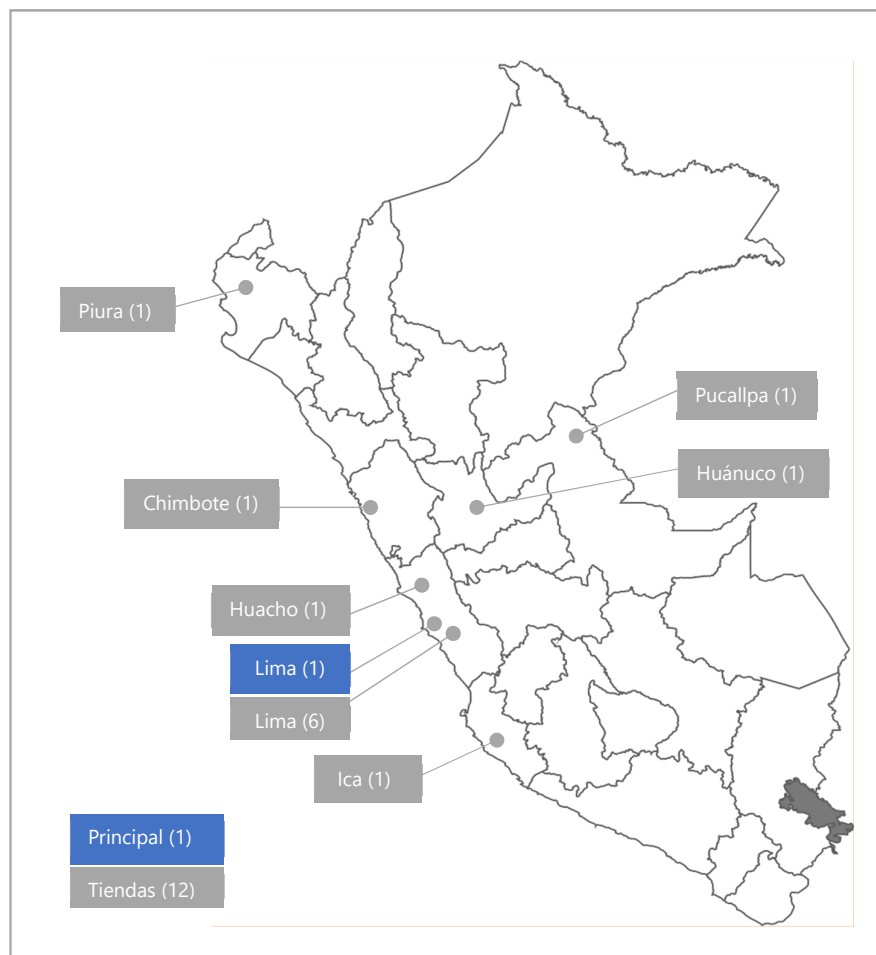 Piura (1)
Pucallpa (1)
Huánuco (1)
Chimbote (1)
Huacho (1)
Lima (1)
Lima (6)
Ica (1)
Principal (1)
Tiendas (12)